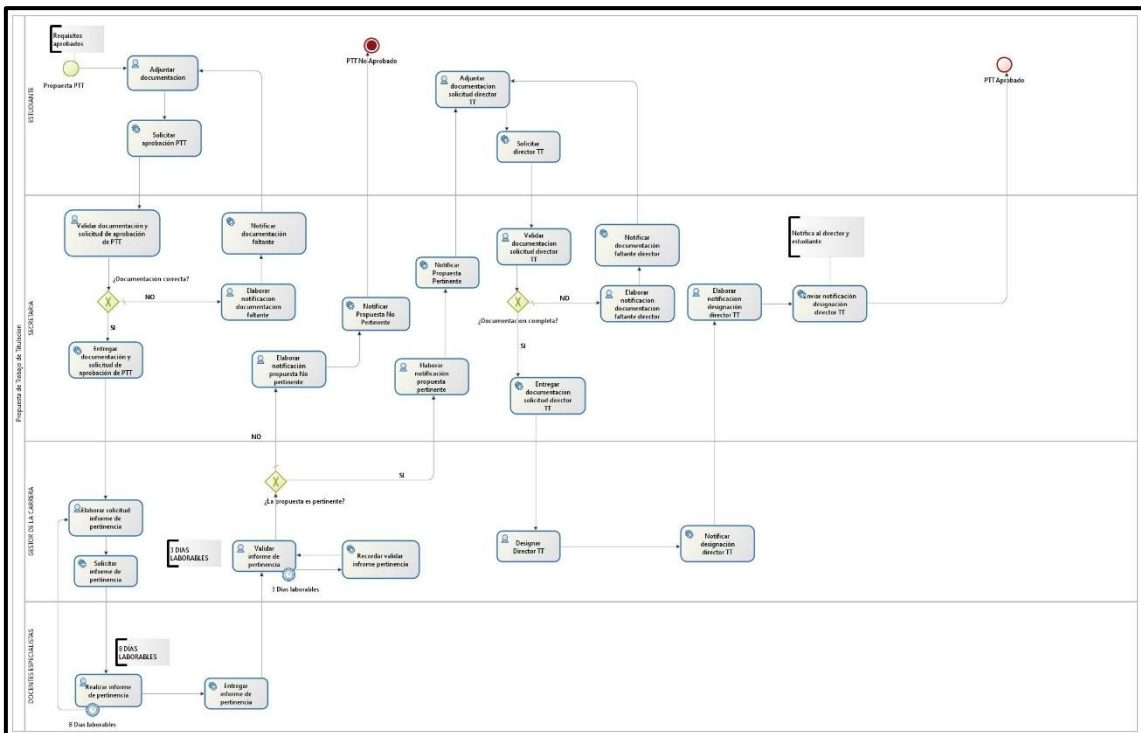 Propuesta de Trabajo de Titulacion
ESTUDIANTE
Requisitos
aprobados
Propuesta PTT
Adjuntar
documentacion
Solicitar
aprobación PTT
PTT No Aprobado
Adjuntar
documentacion
solicitud director
TT
Solicitar
director TT
PTT Aprobado
SECRETARIA
Validar documentación y
solicitud de aprobación
de PTT
¿Documentación correcta?
NO
SI
Entregar
documentación y
solicitud de
aprobación de PTT
Notificar
documentación
faltante
Elaborar
notificacion
documentacion
faltante
Elaborar
notificacion
propuesta No
pertinente
Notificar
Propuesta No
Pertinente
Notificar
Propuesta
Pertinente
Elaborar
notificación
propuesta
pertinente
Validar
documentacion
solicitud director
TT
¿Documentacion completa?
NO
SI
Entregar
documentacion
solicitud director
TT
Notificar
documentación
faltante director
Elaborar
notificacion
documentacion
faltante director
Elaborar
notificacion
designación
director TT
Notifica al director y
estudiante
Enviar notificación
designación
director TT
GESTOR DE LA CARRERA
NO
SI
¿La propuesta es pertinente?
Elaborar solicitud
informe de
pertinencia
Solicitar
informe de
pertinencia
3 DIAS
LABORABLES
Validar
informe de
pertinencia
3 Dias laborables
Recordar validar
informe pertinencia
Designar
Director TT
Notificar
designación
director TT
DOCENTES ESPECIALISTAS
8 DÍAS
LABORABLES
Realizar informe
de pertinencia
8 Dias laborables
Entregar
informe de
pertinencia